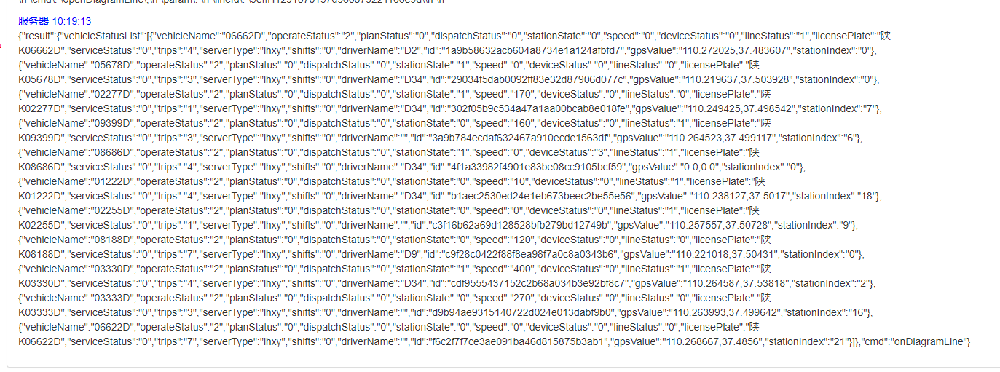 服务器 10:19:13
{"result":{"vehicleStatusList":[{"vehicleName":"06662D","operateStatus":"2","planStatus":"0","dispatchStatus":"0","stationState":"0","speed":"0","deviceStatus":"0","lineStatus":"1","licensePlate":"陕
K06662D","serviceStatus":"0","trips":"4","serverType":"lhxy","shifts":"0","driverName":"D2","id":"1a9b58632acb604a8734e1a124afbfd7","gpsValue":"110.272025,37.483607","stationIndex":"0"},
{"vehicleName":"05678D","operateStatus":"2","planStatus":"0","dispatchStatus":"0","stationState":"1","speed":"0","deviceStatus":"0","lineStatus":"0","licensePlate":"陕
K05678D","serviceStatus":"0","trips":"3","serverType":"lhxy","shifts":"0","driverName":"D34","id":"29034f5dab0092ff83e32d87906d077c","gpsValue":"110.219637,37.503928","stationIndex":"0"},
{"vehicleName":"02277D","operateStatus":"2","planStatus":"0","dispatchStatus":"0","stationState":"1","speed":"170","deviceStatus":"0","lineStatus":"0","licensePlate":"陕
K02277D","serviceStatus":"0","trips":"1","serverType":"lhxy","shifts":"0","driverName":"D34","id":"302f05b9c534a47a1aa00bcab8e018fe","gpsValue":"110.249425,37.498542","stationIndex":"7"},
{"vehicleName":"09399D","operateStatus":"2","planStatus":"0","dispatchStatus":"0","stationState":"0","speed":"160","deviceStatus":"0","lineStatus":"1","licensePlate":"陕
K09399D","serviceStatus":"0","trips":"3","serverType":"lhxy","shifts":"0","driverName":"","id":"3a9b784ecdaf632467a910ecde1563df","gpsValue":"110.264523,37.499117","stationIndex":"6"},
{"vehicleName":"08686D","operateStatus":"2","planStatus":"0","dispatchStatus":"0","stationState":"1","speed":"0","deviceStatus":"3","lineStatus":"1","licensePlate":"陕
K08686D","serviceStatus":"0","trips":"4","serverType":"lhxy","shifts":"0","driverName":"D34","id":"4f1a33982f4901e83be08cc9105bcf59","gpsValue":"0.0,0.0","stationIndex":"0"},
{"vehicleName":"01222D","operateStatus":"2","planStatus":"0","dispatchStatus":"0","stationState":"0","speed":"10","deviceStatus":"0","lineStatus":"1","licensePlate":"陕
K01222D","serviceStatus":"0","trips":"4","serverType":"lhxy","shifts":"0","driverName":"D34","id":"b1aec2530ed24e1eb673beec2be55e56","gpsValue":"110.238127,37.5017","stationIndex":"18"},
{"vehicleName":"02255D","operateStatus":"2","planStatus":"0","dispatchStatus":"0","stationState":"0","speed":"0","deviceStatus":"0","lineStatus":"1","licensePlate":"陕
K02255D","serviceStatus":"0","trips":"1","serverType":"lhxy","shifts":"0","driverName":"","id":"c3f16b62a69d128528bfb279bd12749b","gpsValue":"110.257557,37.50728","stationIndex":"9"},
{"vehicleName":"08188D","operateStatus":"2","planStatus":"0","dispatchStatus":"0","stationState":"0","speed":"120","deviceStatus":"0","lineStatus":"0","licensePlate":"陕
K08188D","serviceStatus":"0","trips":"7","serverType":"lhxy","shifts":"0","driverName":"D9","id":"c9f28c0422f88f8ea98f7a0c8a0343b6","gpsValue":"110.221018,37.50431","stationIndex":"0"},
{"vehicleName":"03330D","operateStatus":"2","planStatus":"0","dispatchStatus":"0","stationState":"1","speed":"400","deviceStatus":"0","lineStatus":"1","licensePlate":"陕
K03330D","serviceStatus":"0","trips":"4","serverType":"lhxy","shifts":"0","driverName":"D34","id":"cdf9555437152c2b68a034b3e92bf8c7","gpsValue":"110.264587,37.53818","stationIndex":"2"},
{"vehicleName":"03333D","operateStatus":"2","planStatus":"0","dispatchStatus":"0","stationState":"0","speed":"270","deviceStatus":"0","lineStatus":"0","licensePlate":"陕
K03333D","serviceStatus":"0","trips":"3","serverType":"lhxy","shifts":"0","driverName":"","id":"d9b94ae9315140722d024e013dabf9b0","gpsValue":"110.263993,37.499642","stationIndex":"16"},
{"vehicleName":"06622D","operateStatus":"2","planStatus":"0","dispatchStatus":"0","stationState":"0","speed":"0","deviceStatus":"0","lineStatus":"0","licensePlate":"陕
K06622D","serviceStatus":"0","trips":"7","serverType":"lhxy","shifts":"0","driverName":"","id":"f6c2f7f7ce3ae091ba46d815875b3ab1","gpsValue":"110.268667,37.4856","stationIndex":"21"}]},"cmd":"onDiagramLine"}